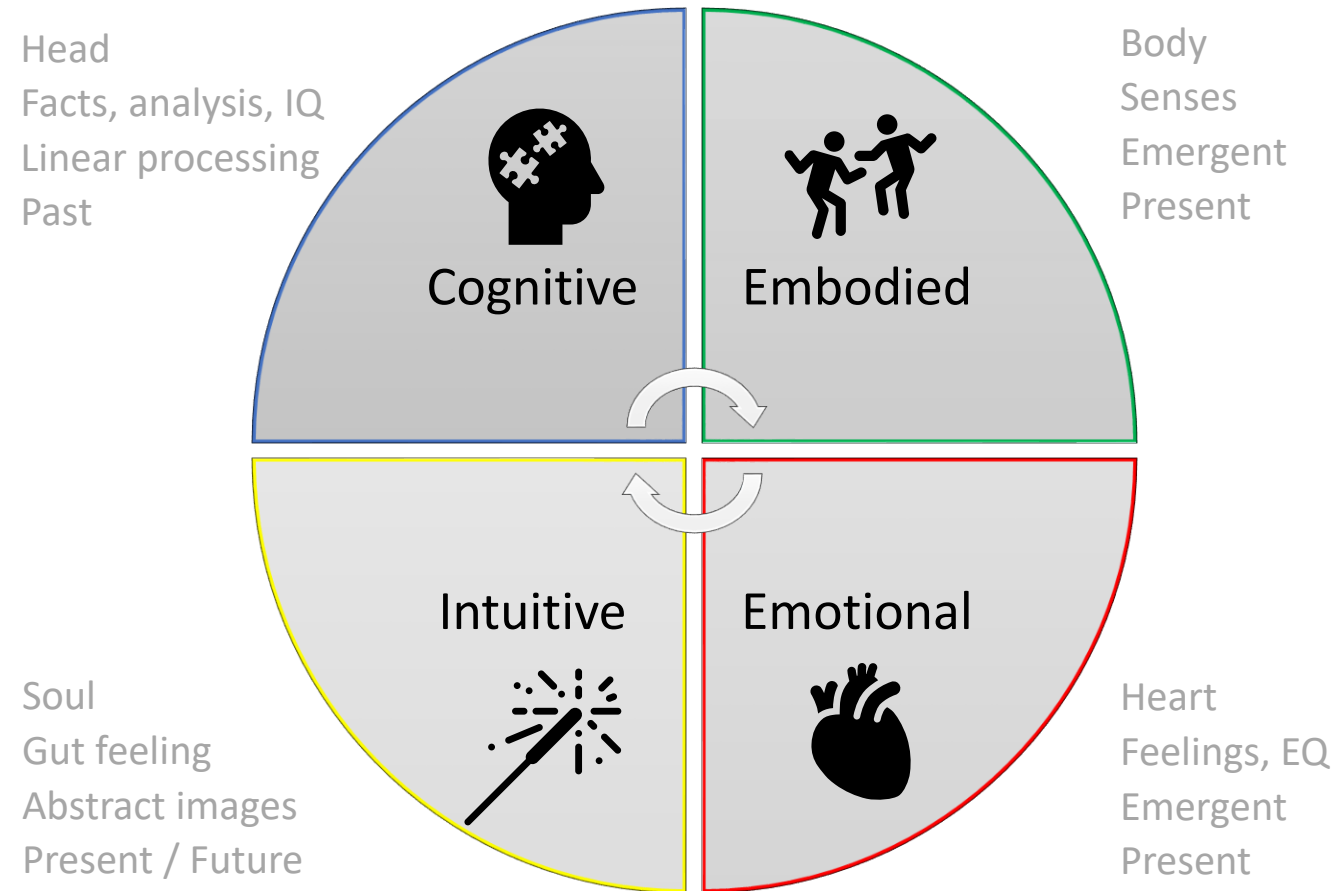 Head
Facts, analysis, IQ
Linear processing
Past
Cognitive
Body
Senses
Emergent
Present
Embodied
Intuitive
Soul
Gut feeling
Abstract images
Present / Future
Emotional
Heart
Feelings, EQ
Emergent
Present